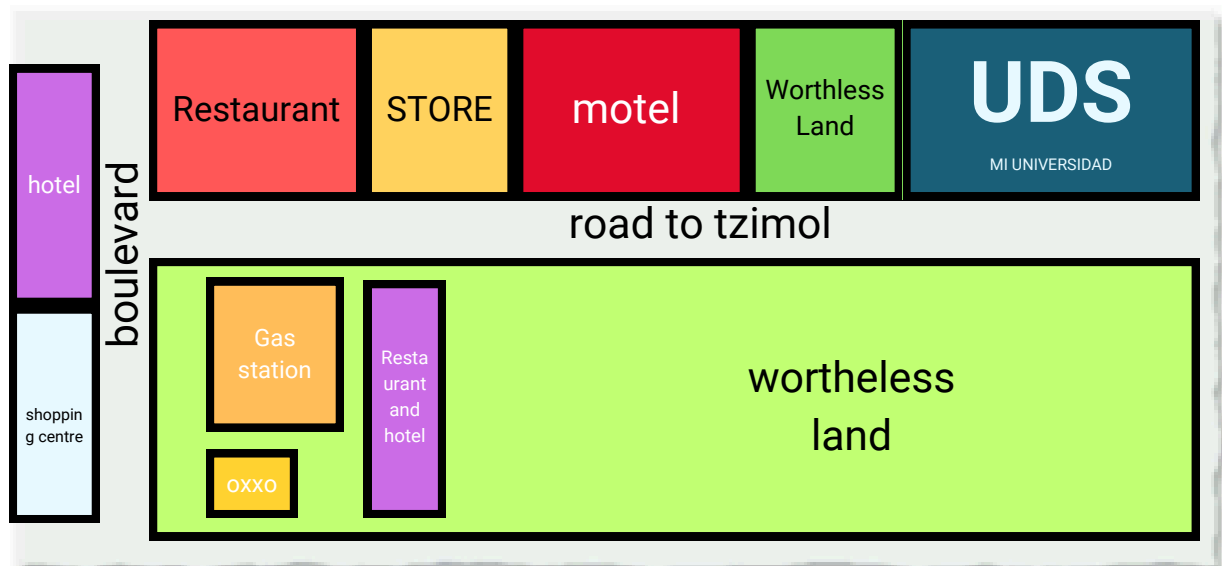 Restaurant
STORE
motel
Worthless
Land
UDS
MI UNIVERSIDAD
hotel
boulevard
road to tzimol
shoppin
g centre
Gas
station
Resta
urant
and
hotel
oxxo
wortheless
land